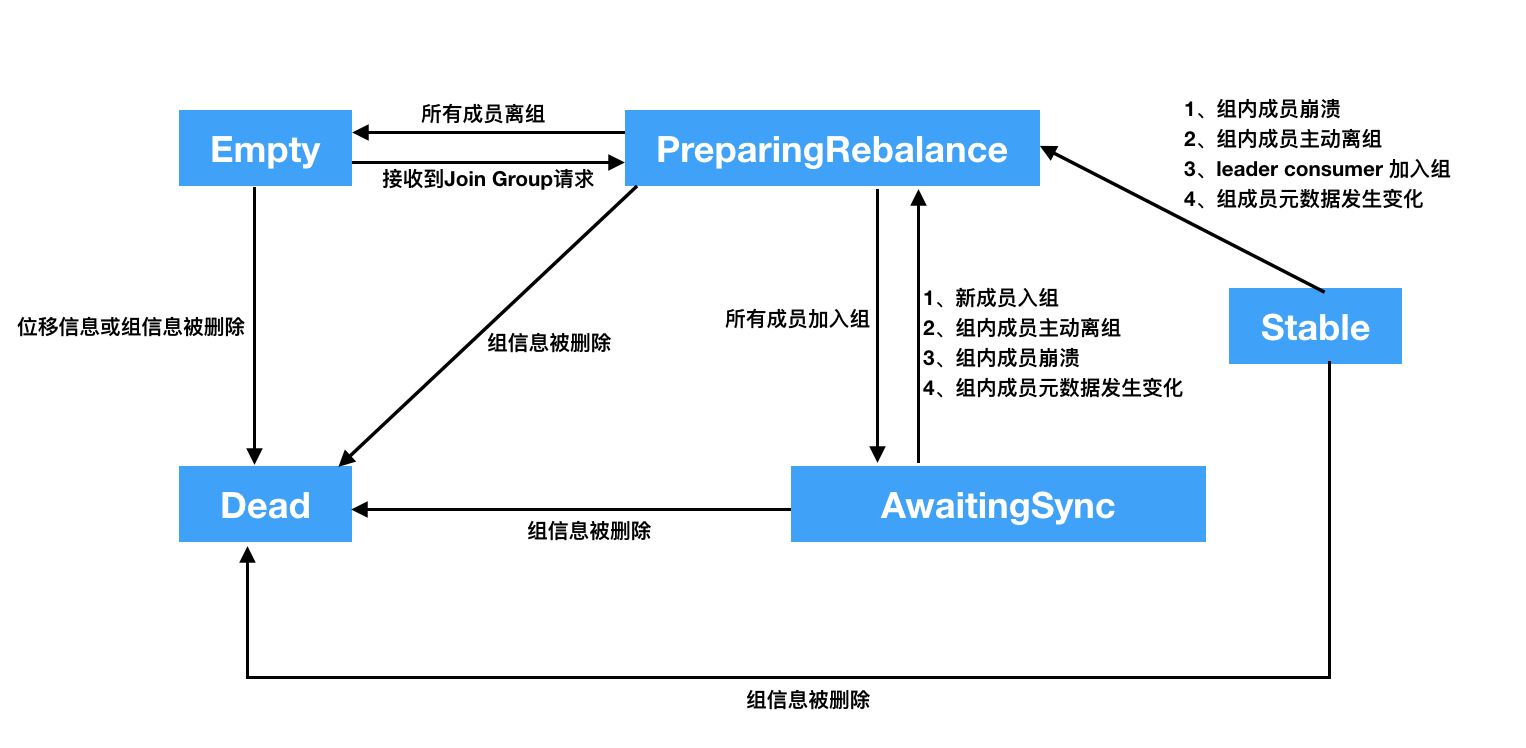 所有成员离组
Empty
PreparingRebalance
接收到Join Group请求
1、组内成员崩溃
2、组内成员主动离组
3、leader consumer 加入组
4、组成员元数据发生变化
位移信息或组信息被删除
组信息被删除
所有成员加入组
1、新成员入组
2、组内成员主动离组
3、组内成员崩溃
4、组内成员元数据发生变化
Stable
Dead
组信息被删除
AwaitingSync
组信息被删除